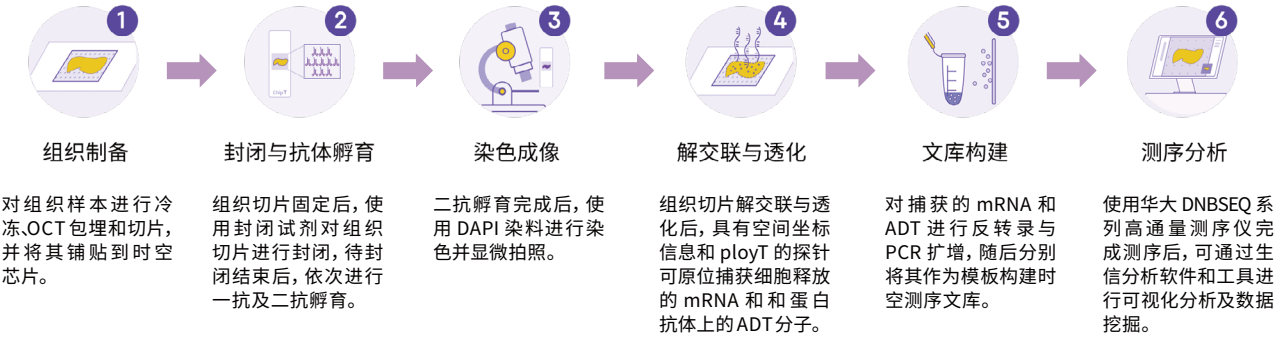 1
2
3
4
5
6
ChipT
组织制备
封闭与抗体孵育
染色成像
解交联与透化
文库构建
测序分析
对组织样本进行冷
冻、OCT包埋和切片,
并将其铺贴到时空
芯片。
组织切片固定后,使
用封闭试剂对组织
切片进行封闭,待封
闭结束后,依次进行
一抗及二抗孵育。
二抗孵育完成后,使
用 DAPI 染料进行染
色并显微拍照。
组织切片解交联与透
化后,具有空间坐标
信息和 ployT 的探针
可原位捕获细胞释放
的 mRNA 和和蛋白
抗体上的ADT分子。
对捕获的 mRNA 和
ADT 进行反转录与
PCR 扩增,随后分别
将其作为模板构建时
空测序文库。
使用华大 DNBSEQ 系
列高通量测序仪完
成测序后,可通过生
信分析软件和工具进
行可视化分析及数据
挖掘。